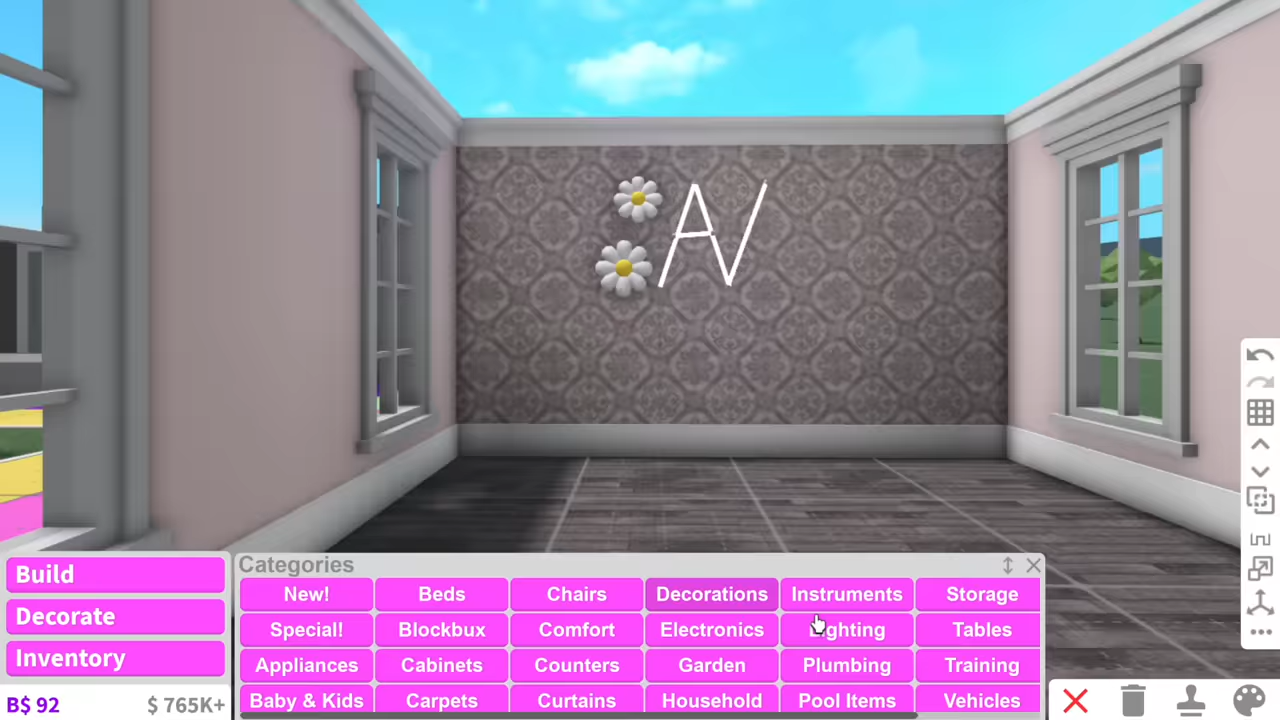 AV
Build
Decorate
Inventory
B$ 92 $ 765K+
Categories
New! Beds Chairs Decorations Instruments Storage
Special! Blockbux Comfort Electronics Lighting Tables
Appliances Cabinets Counters Garden Plumbing Training
Baby & Kids Carpets Curtains Household Pool Items Vehicles